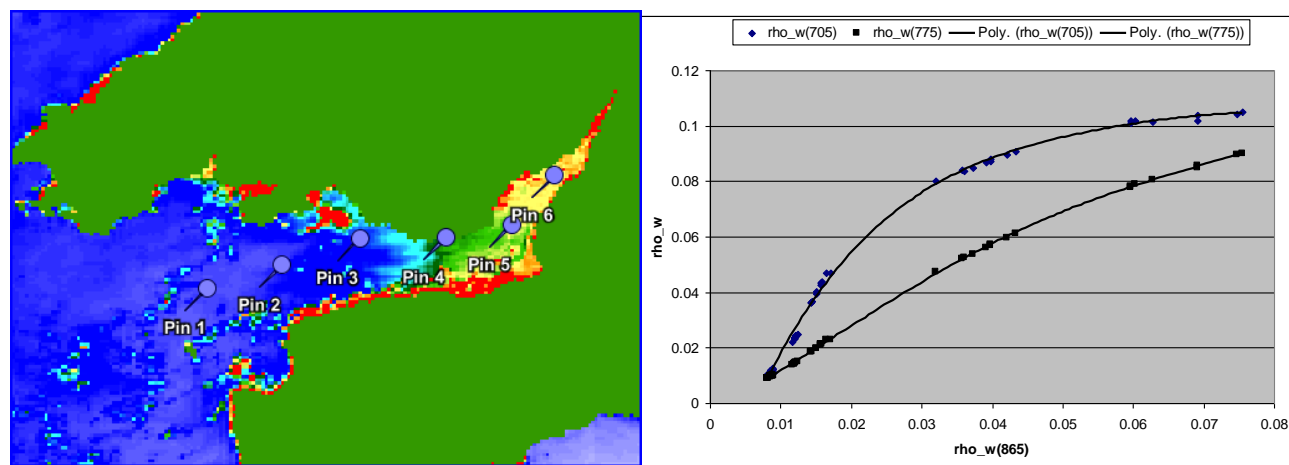 Pin 1
Pin 2
Pin 3
Pin 4
Pin 5
Pin 6
rho_w(705) rho_w(775) Poly. (rho_w(705)) Poly. (rho_w(775))
0.12
0.1
0.08
0.06
0.04
0.02
0
rho_w
0 0.01 0.02 0.03 0.04 0.05 0.06 0.07 0.08
rho_w(865)